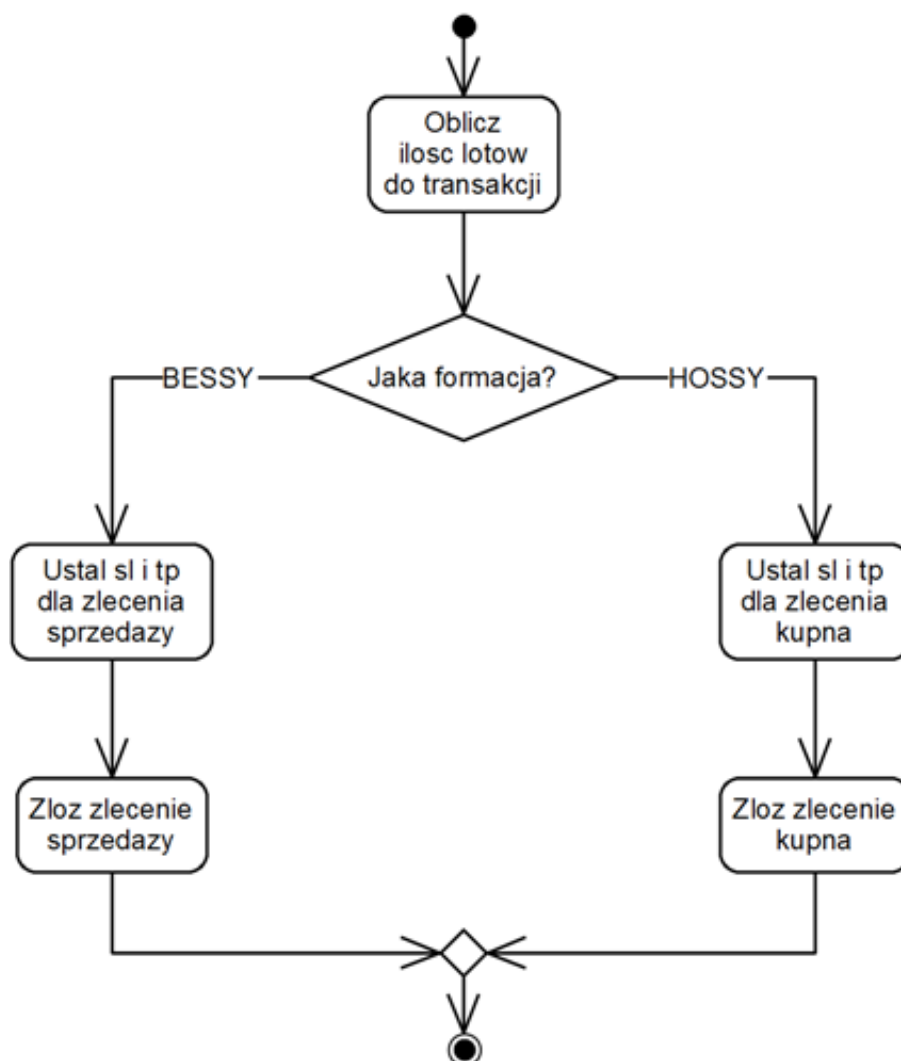 Oblicz
ilosc lotow
do transakcji
Jaka formacja?
BESSY
HOSSY
Ustal sl i tp
dla zlecenia
sprzedazy
Ustal sl i tp
dla zlecenia
kupna
Zloz zlecenie
sprzedazy
Zloz zlecenie
kupna